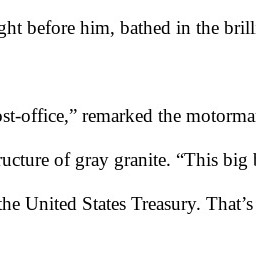 ght before him, bathed in the brill
st-office,” remarked the motorma
ructure of gray granite. “This big
the United States Treasury. That’s